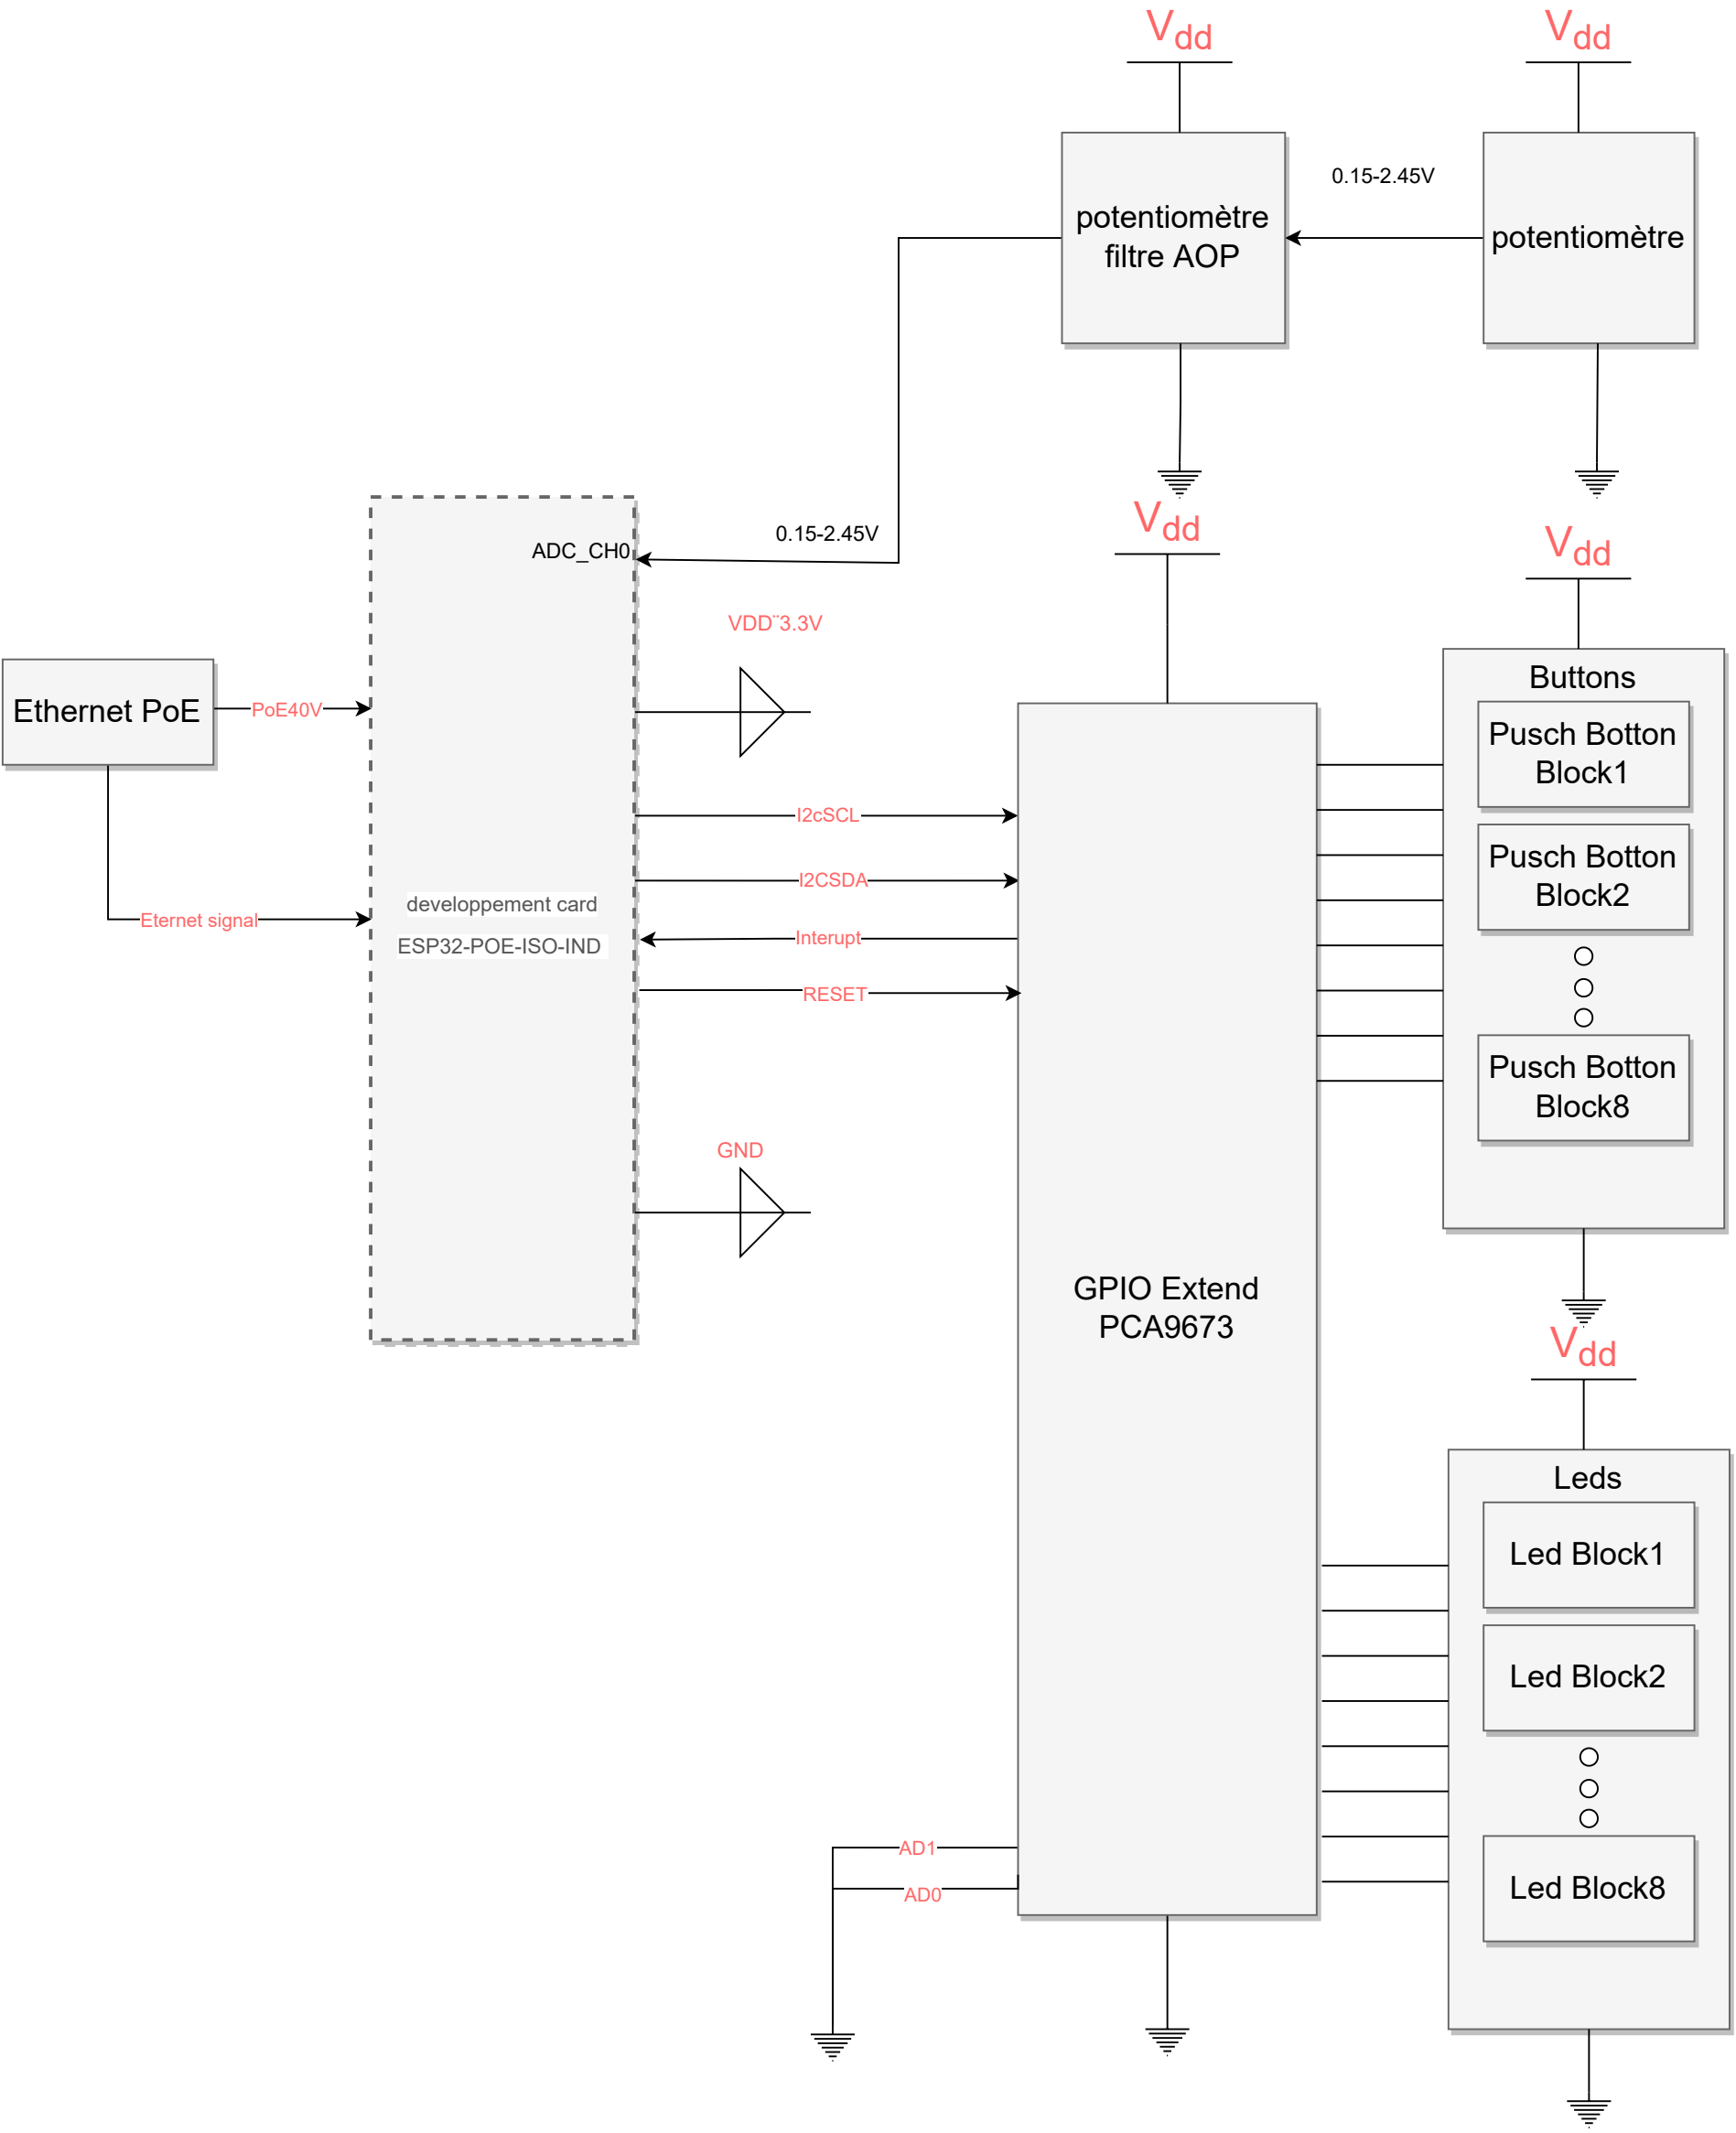 Vdd
Vdd
potentiomètre
filtre AOP
0.15-2.45V
potentiomètre
ADC_CH0
0.15-2.45V
Vdd
Vdd
VDD¨3.3V
Ethernet PoE
PoE40V
Eternet signal
developpement card
ESP32-POE-ISO-IND
I2cSCL
I2CSDA
Interupt
RESET
GND
GPIO Extend
PCA9673
Buttons
Pusch Botton
Block1
Pusch Botton
Block2
Pusch Botton
Block8
Vdd
Leds
Led Block1
Led Block2
Led Block8
AD1
AD0